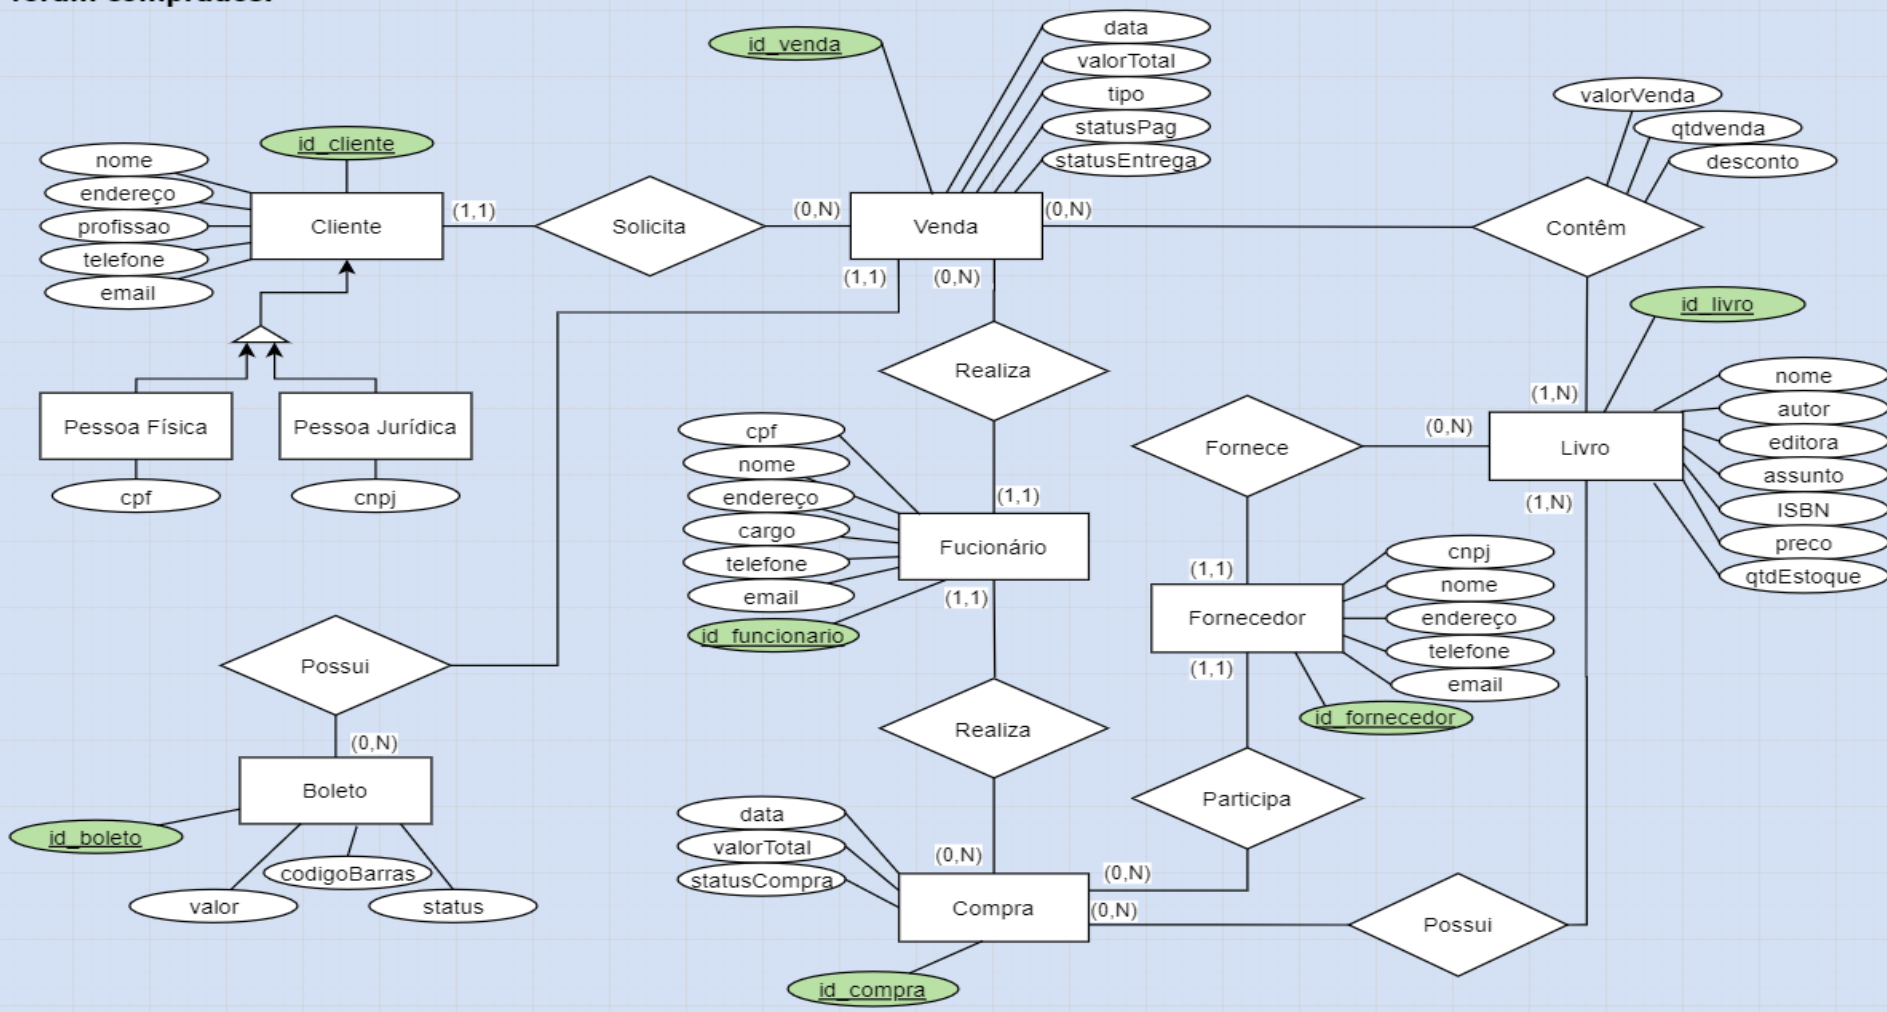 id_venda
data
valorTotal
tipo
statusPag
statusEntrega
valorVenda
qtdvenda
desconto
id_cliente
nome
endereço
profissao
telefone
email
Cliente
(1,1)
Solicita
(0,N)
Venda
(0,N)
Contêm
(1,1)
(0,N)
id_livro
Realiza
nome
autor
editora
assunto
ISBN
preco
qtdEstoque
(1,N)
Livro
(0,N)
(1,N)
Fornece
Pessoa Física
Pessoa Jurídica
cpf
cnpj
cpf
nome
endereço
cargo
telefone
email
id_funcionario
(1,1)
Fucionário
(1,1)
(1,1)
Fornecedor
(1,1)
cnpj
nome
endereço
telefone
email
id_fornecedor
Possui
(0,N)
Boleto
id_boleto
codigoBarras
valor
status
Realiza
Participa
data
valorTotal
statusCompra
(0,N)
(0,N)
Compra
(0,N)
Possui
id_compra